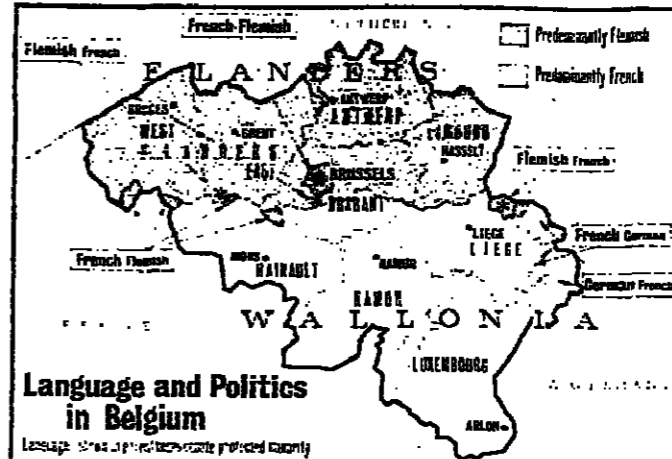 French-Flemish
Flemish French
Predominantly Flemish
Predominantly French
FLANDERS
BRUGES
ANTWERP
ANTWERP
WEST
GHENT
FLANDERS
EAST
LIMBURG
HASSELT
Flemish French
BRUSSELS
BRABANT
LIEGE
LIEGE
French German
French Flemish
MONS
HAINAULT
NAMUR
NAMUR
German French
WALLONIA
LUXEMBOURG
ARLON
Language and Politics
in Belgium
Language